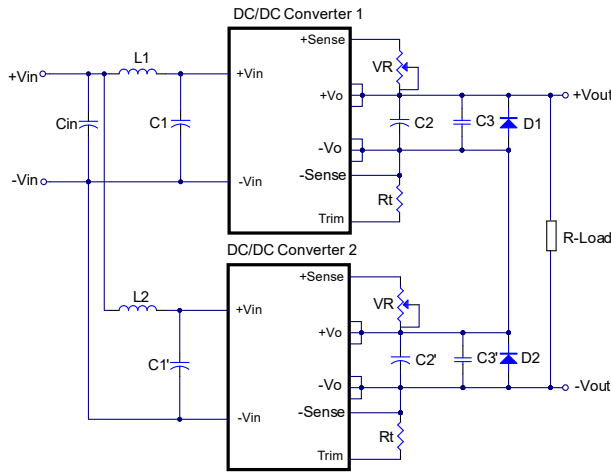 DC/DC Converter 1
+Sense
L1
VR
+Vin
+Vin
+Vo
+Vout
Cin
C1
C2
C3
D1
-Vo
-Vin
-Vin
-Sense
Rt
Trim
R-Load
DC/DC Converter 2
+Sense
L2
VR
+Vin
+Vo
C1'
C2'
C3'
D2
-Vo
-Vout
-Vin
-Sense
Rt
Trim